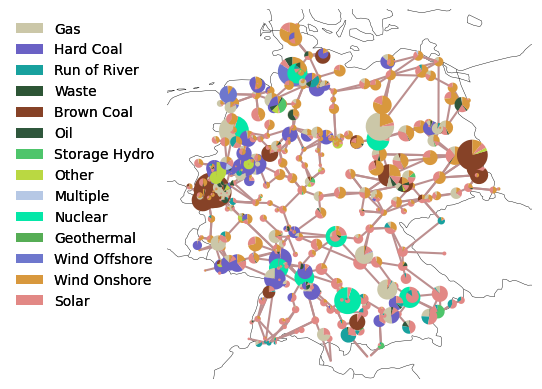 Gas
Hard Coal
Run of River
Waste
Brown Coal
Oil
Storage Hydro
Other
Multiple
Nuclear
Geothermal
Wind Offshore
Wind Onshore
Solar